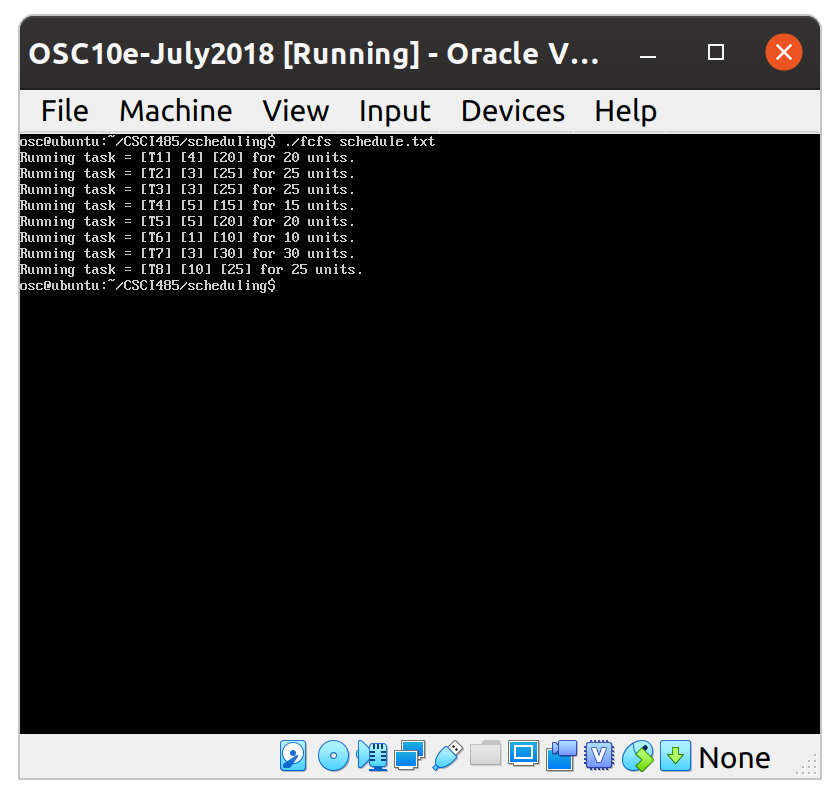 OSC10e-July2018 [Running] - Oracle V...
File Machine View Input Devices Help
osc@ubuntu:~/CSCI485/scheduling$ ./fcfs schedule.txt
Running task = [T1] [4] [20] for 20 units.
Running task = [T2] [3] [25] for 25 units.
Running task = [T3] [3] [25] for 25 units.
Running task = [T4] [5] [15] for 15 units.
Running task = [T5] [5] [20] for 20 units.
Running task = [T6] [1] [10] for 10 units.
Running task = [T7] [3] [30] for 30 units.
Running task = [T8] [10] [25] for 25 units.
osc@ubuntu:~/CSCI485/scheduling$
V None